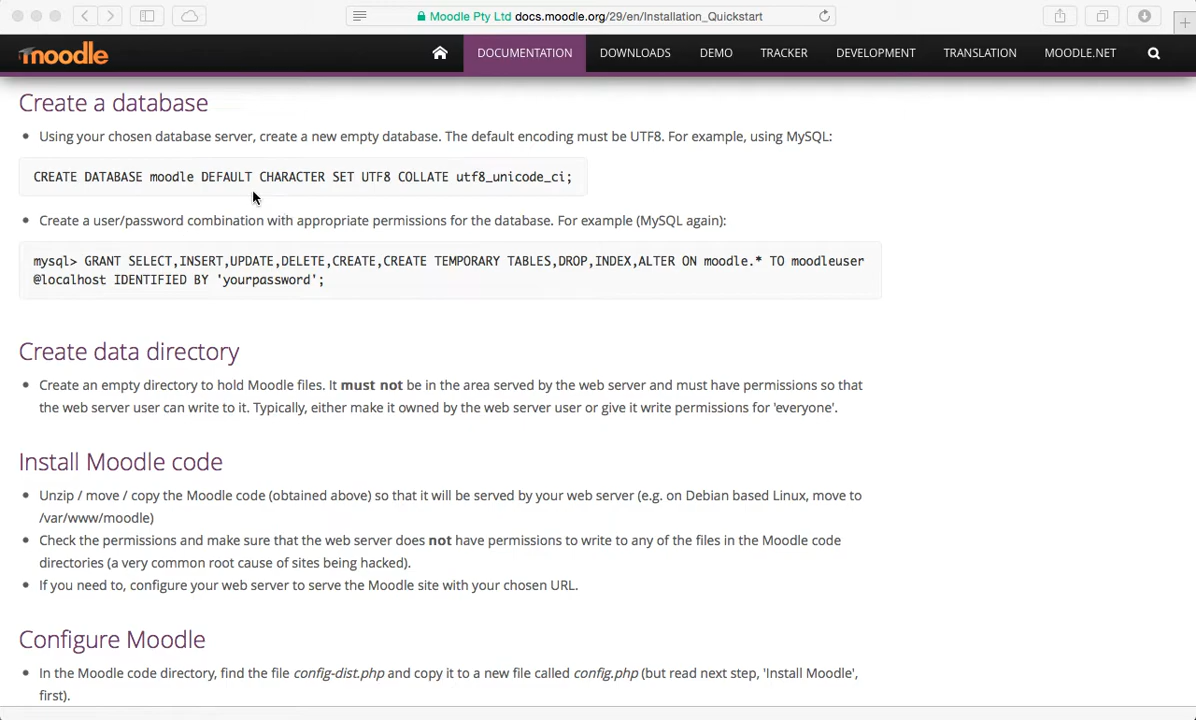 Moodle Pty Ltd docs.moodle.org/29/en/Installation_Quickstart
moodle
DOCUMENTATION DOWNLOADS DEMO TRACKER DEVELOPMENT TRANSLATION MOODLE.NET
Create a database
Using your chosen database server, create a new empty database. The default encoding must be UTF8. For example, using MySQL:
CREATE DATABASE moodle DEFAULT CHARACTER SET UTF8 COLLATE utf8_unicode_ci;
Create a user/password combination with appropriate permissions for the database. For example (MySQL again):
mysql> GRANT SELECT,INSERT,UPDATE,DELETE,CREATE,CREATE TEMPORARY TABLES,DROP,INDEX,ALTER ON moodle.* TO moodleuser
@localhost IDENTIFIED BY 'yourpassword';
Create data directory
Create an empty directory to hold Moodle files. It must not be in the area served by the web server and must have permissions so that
the web server user can write to it. Typically, either make it owned by the web server user or give it write permissions for 'everyone'.
Install Moodle code
Unzip / move / copy the Moodle code (obtained above) so that it will be served by your web server (e.g. on Debian based Linux, move to
/var/www/moodle)
Check the permissions and make sure that the web server does not have permissions to write to any of the files in the Moodle code
directories (a very common root cause of sites being hacked).
If you need to, configure your web server to serve the Moodle site with your chosen URL.
Configure Moodle
In the Moodle code directory, find the file config-dist.php and copy it to a new file called config.php (but read next step, 'Install Moodle',
first).